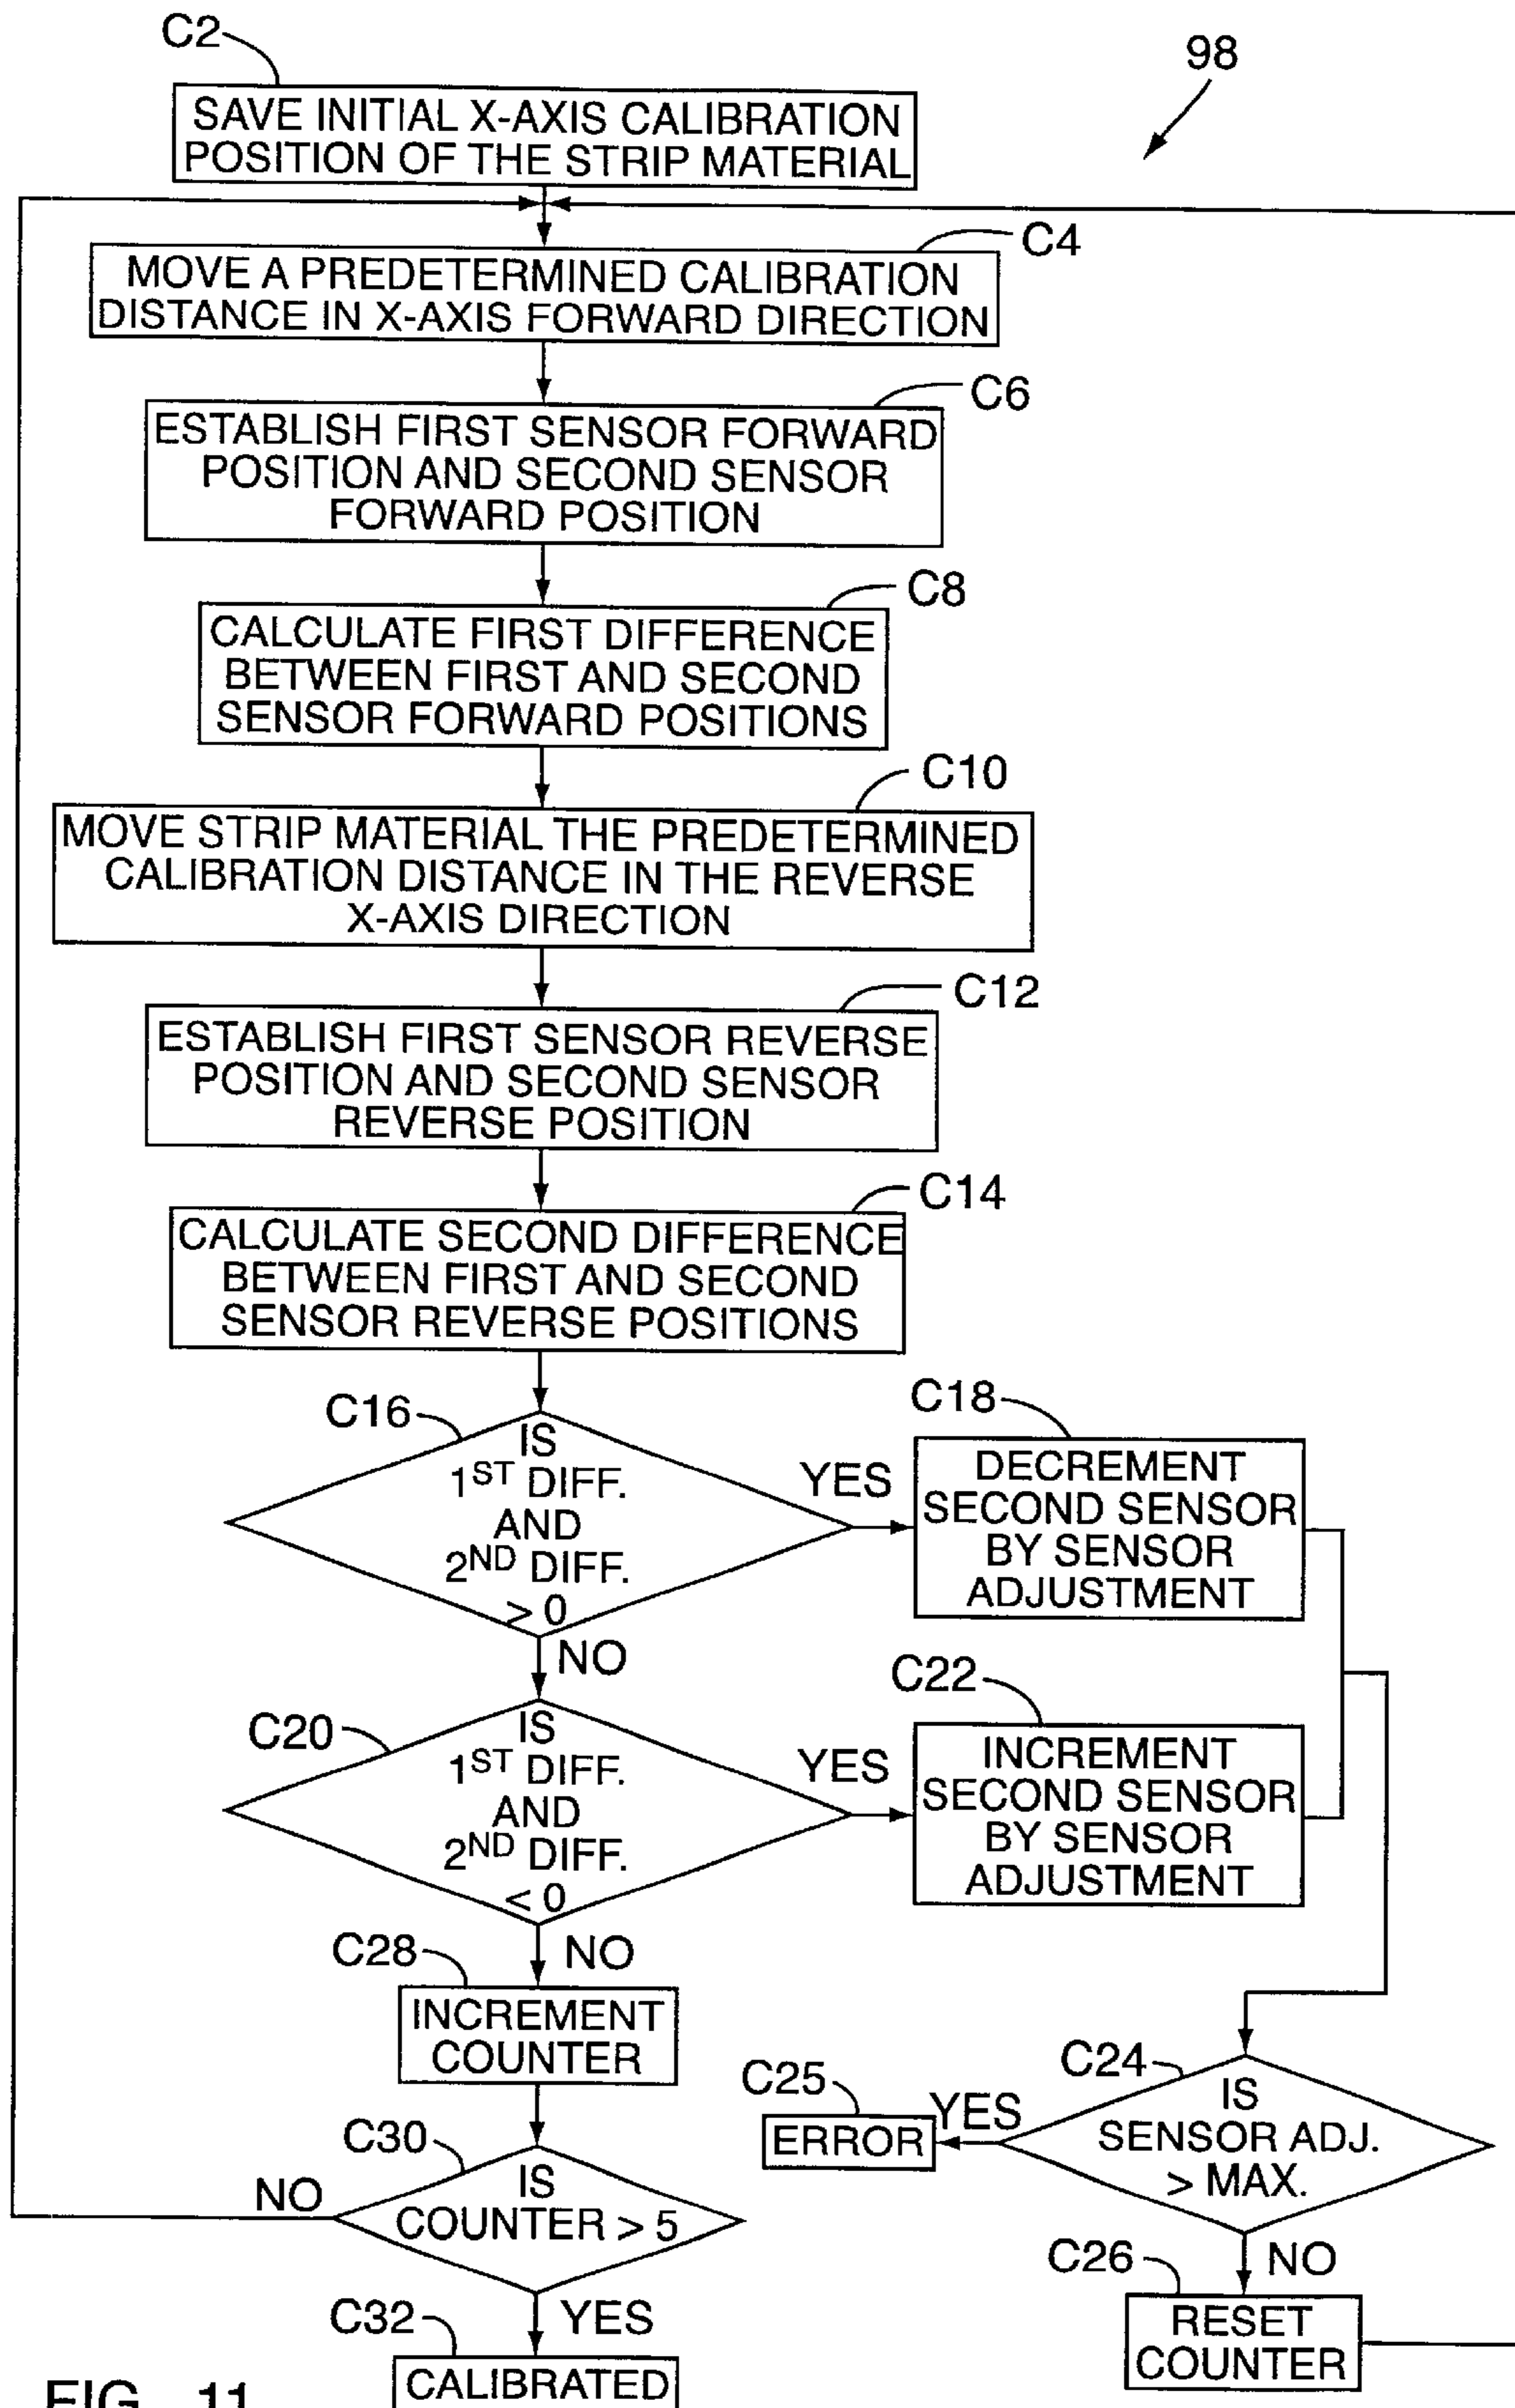 C2
98
SAVE INITIAL X-AXIS CALIBRATION
POSITION OF THE STRIP MATERIAL
C4
MOVE A PREDETERMINED CALIBRATION
DISTANCE IN X-AXIS FORWARD DIRECTION
C6
ESTABLISH FIRST SENSOR FORWARD
POSITION AND SECOND SENSOR
FORWARD POSITION
C8
CALCULATE FIRST DIFFERENCE
BETWEEN FIRST AND SECOND
SENSOR FORWARD POSITIONS
C10
MOVE STRIP MATERIAL THE PREDETERMINED
CALIBRATION DISTANCE IN THE REVERSE
X-AXIS DIRECTION
C12
ESTABLISH FIRST SENSOR REVERSE
POSITION AND SECOND SENSOR
REVERSE POSITION
C14
CALCULATE SECOND DIFFERENCE
BETWEEN FIRST AND SECOND
SENSOR REVERSE POSITIONS
C16
IS
1ST DIFF.
AND
2ND DIFF.
> 0
YES
C18
DECREMENT
SECOND SENSOR
BY SENSOR
ADJUSTMENT
NO
C20
IS
1ST DIFF.
AND
2ND DIFF.
< 0
YES
C22
INCREMENT
SECOND SENSOR
BY SENSOR
ADJUSTMENT
NO
C28
INCREMENT
COUNTER
C24
IS
SENSOR ADJ.
> MAX.
YES
C25
ERROR
C30
IS
COUNTER > 5
NO
NO
C26
RESET
COUNTER
YES
C32
CALIBRATED
FIG. 11